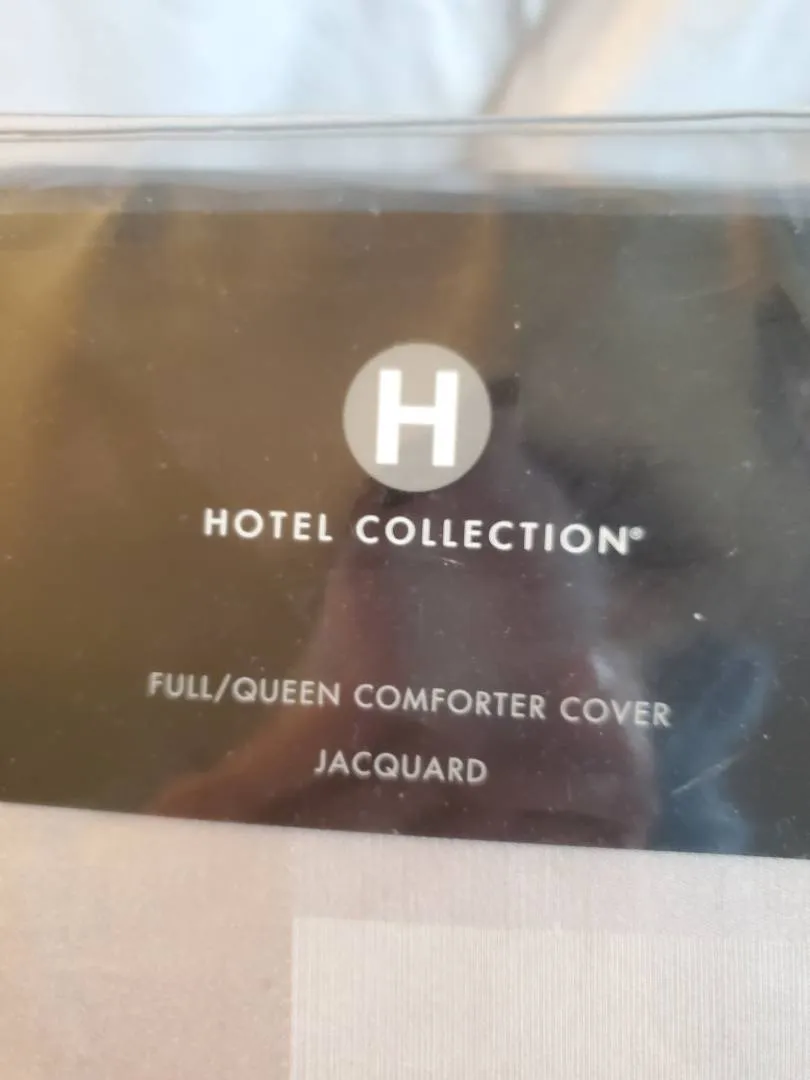 H
HOTEL COLLECTION®
FULL/QUEEN COMFORTER COVER
JACQUARD